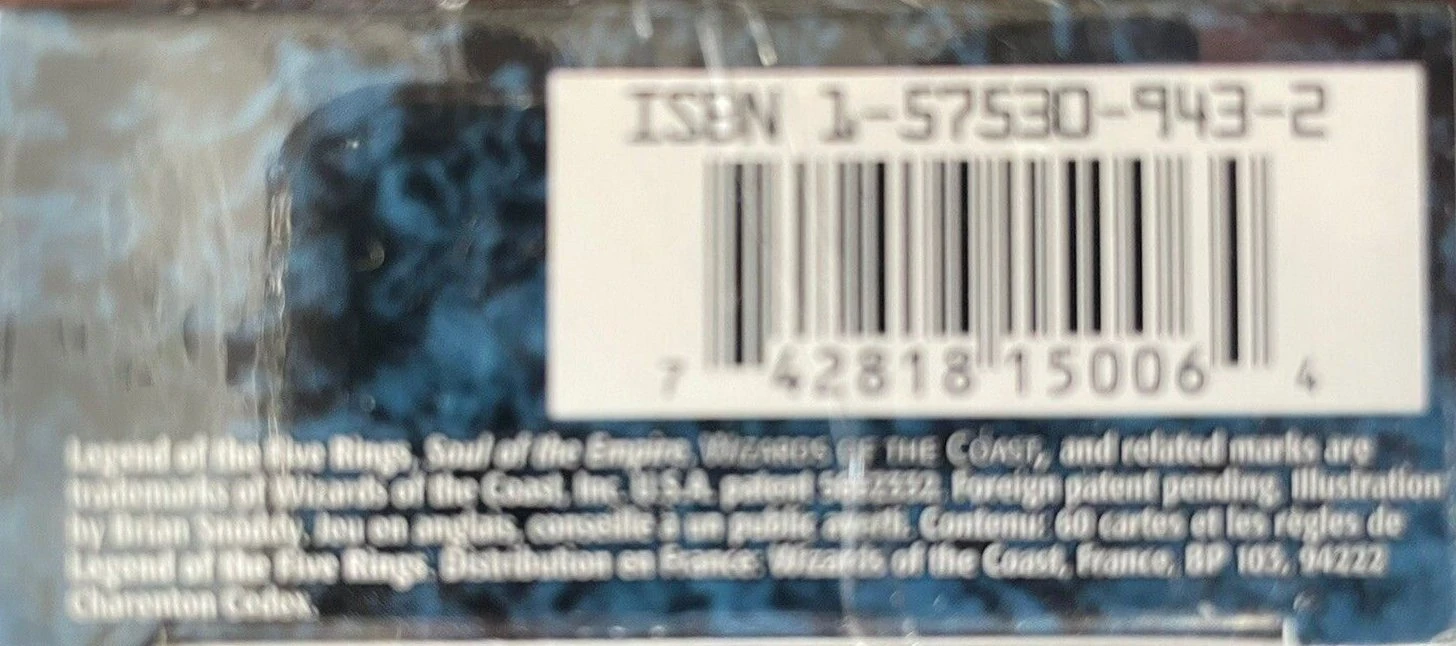 ISBN 1-57530-943-2
7 42818 15006 4
Legend of the Five Rings, Soul of the Empire, WIZARDS OF THE COAST, and related marks are
trademarks of Wizards of the Coast, Inc. U.S.A. patent Foreign patent pending. Illustration
by Brian Jeu en anglais, conseillé à un public averti. Contenu: 60 cartes et les règles de
Legend of the Five Rings. Distribution en France: Wizards of the Coast, France, BP 103, 94222
Charenton Cedex.